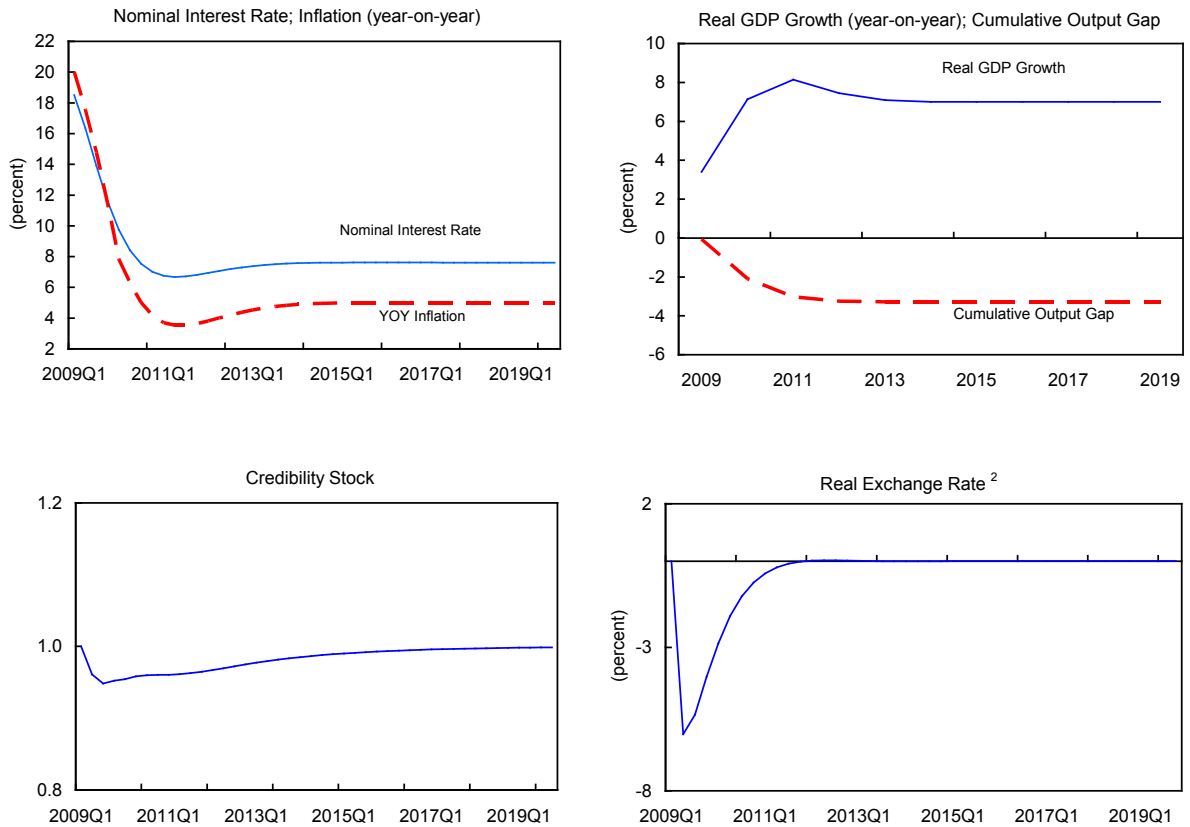 Nominal Interest Rate; Inflation (year-on-year)
22
20
18
16
14
12
10
8
6
4
2
(percent)
Nominal Interest Rate
YOY Inflation
2009Q1 2011Q1 2013Q1 2015Q1 2017Q1 2019Q1
Real GDP Growth (year-on-year); Cumulative Output Gap
10
8
6
4
2
0
-2
-4
-6
(percent)
Real GDP Growth
Cumulative Output Gap
2009 2011 2013 2015 2017 2019
Credibility Stock
1.2
1.0
0.8
2009Q1 2011Q1 2013Q1 2015Q1 2017Q1 2019Q1
Real Exchange Rate 2
2
-3
-8
(percent)
2009Q1 2011Q1 2013Q1 2015Q1 2017Q1 2019Q1